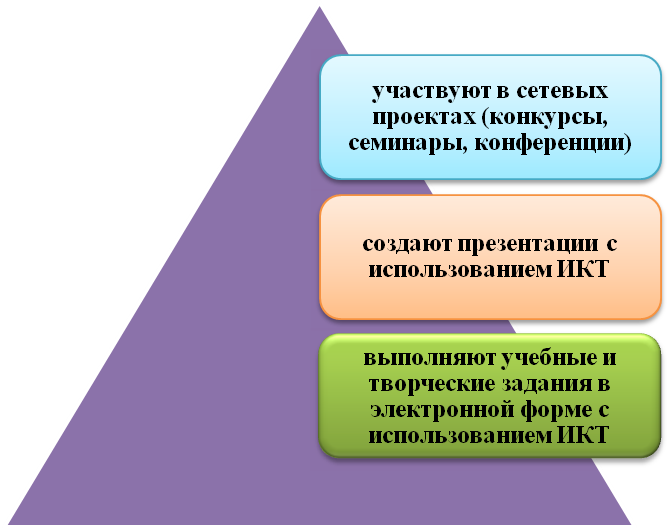 участвуют в сетевых
проектах (конкурсы,
семинары, конференции)
создают презентации с
использованием ИКТ
выполняют учебные и
творческие задания в
электронной форме с
использованием ИКТ